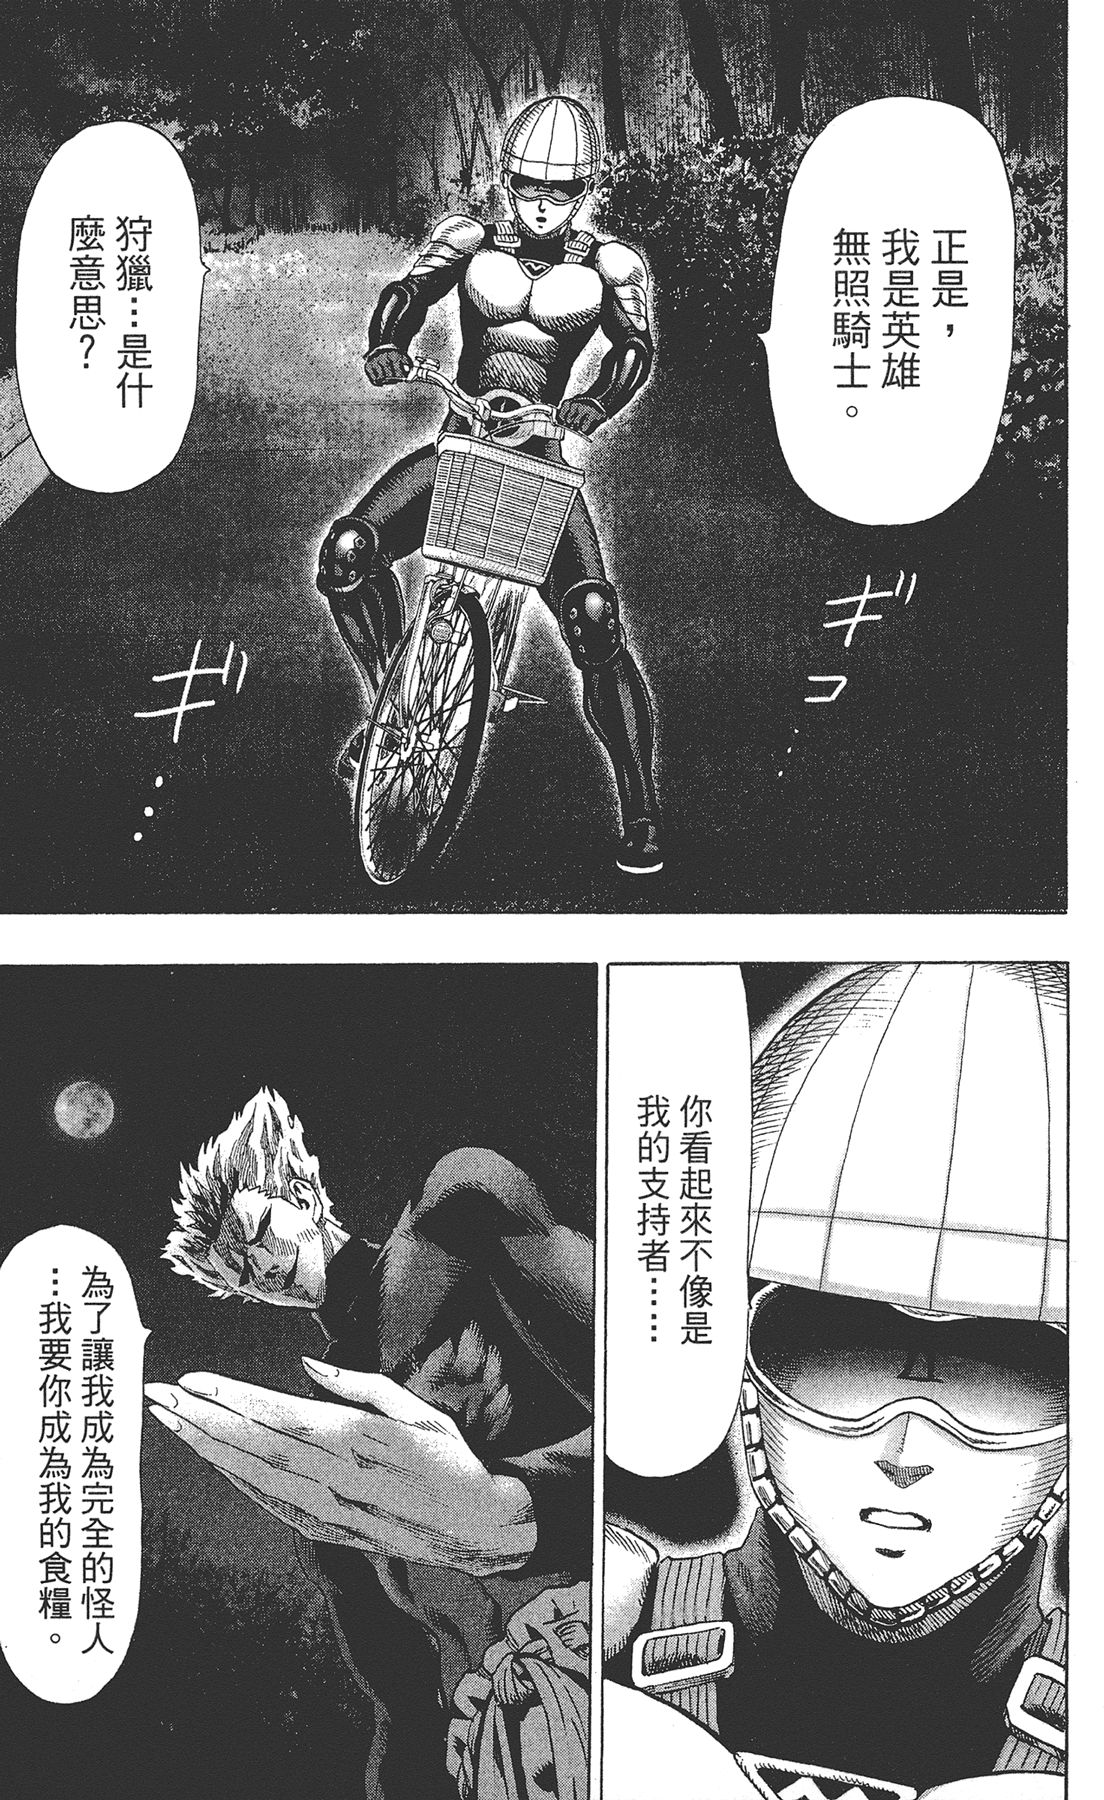 正是，
我是英雄
無照騎士。
狩獵…是什
麼意思？
ギッ
コ
ギッ
你看起來不像是
我的支持者……
為了讓我成為完全的怪人
…我要你成為我的食糧。